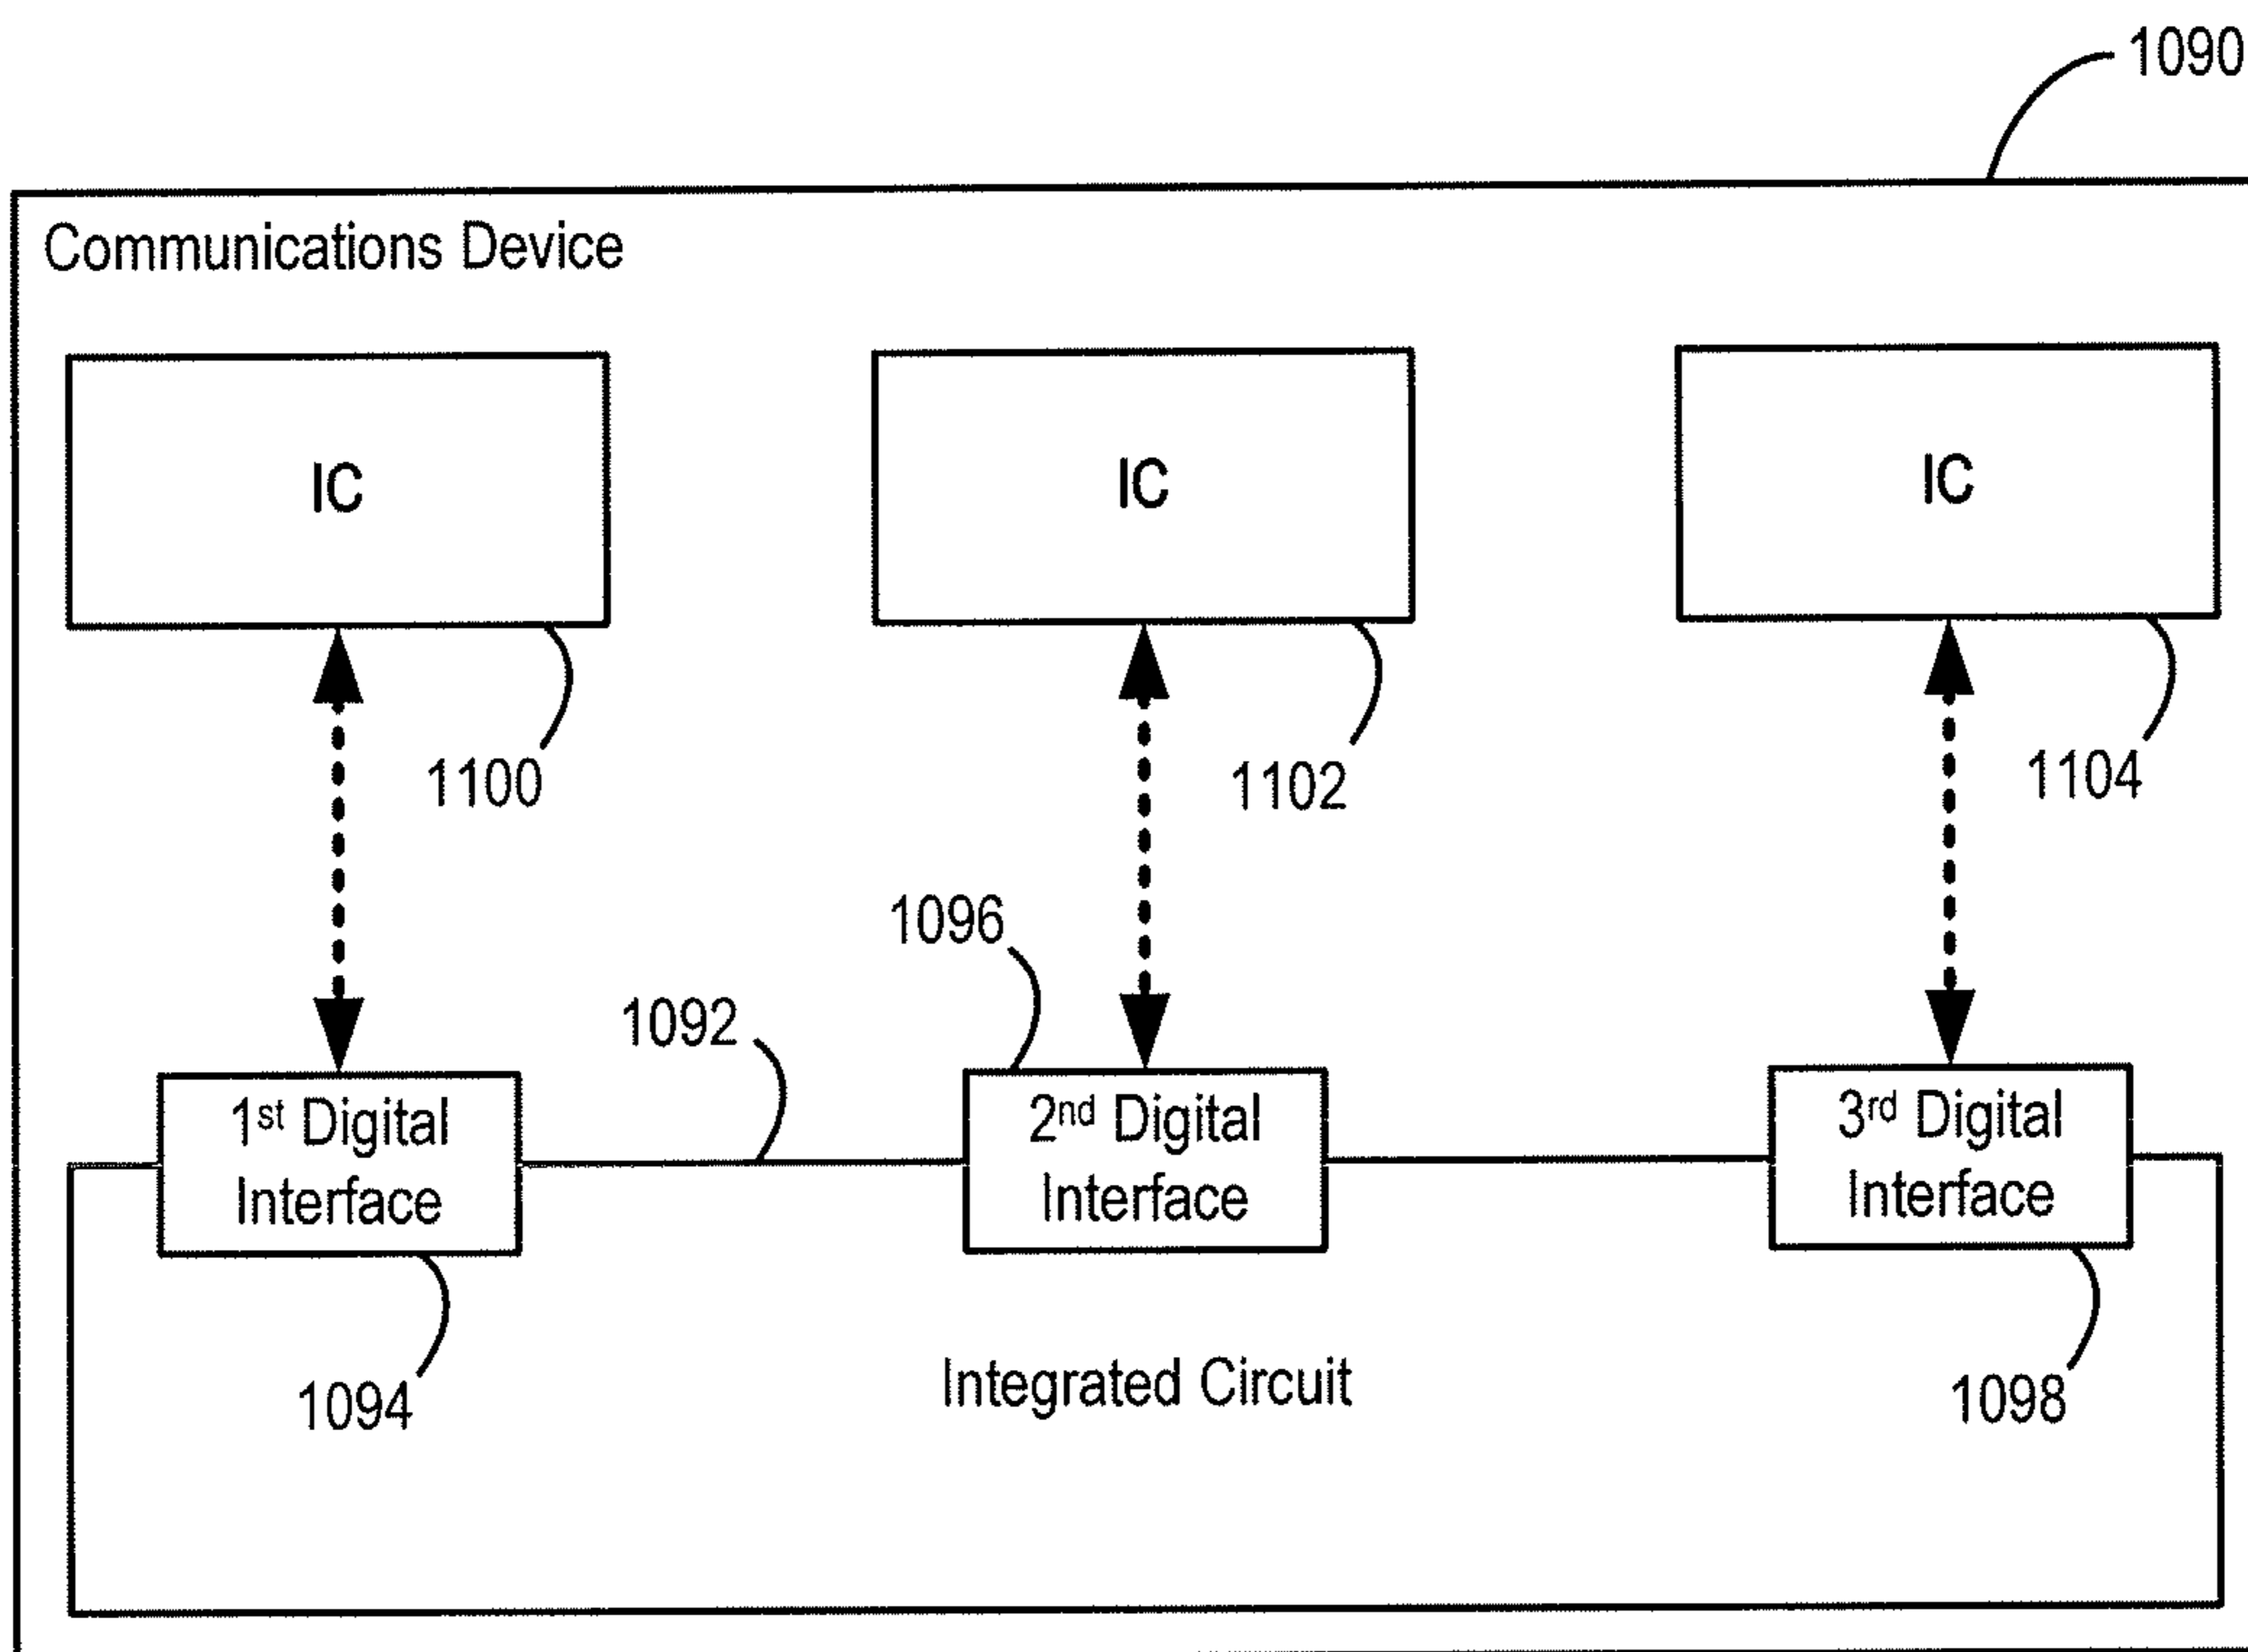 1090
Communications Device
IC
IC
IC
1100
1102
1104
1096
1092
1st Digital
Interface
2nd Digital
Interface
3rd Digital
Interface
1094
Integrated Circuit
1098